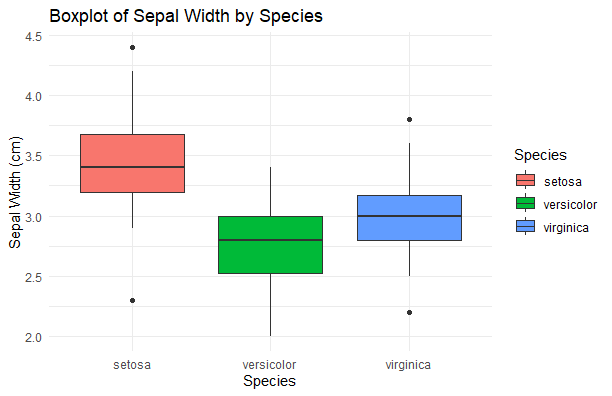 Boxplot of Sepal Width by Species
4.5
4.0
3.5
3.0
2.5
2.0
Sepal Width (cm)
setosa versicolor virginica
Species
Species
setosa
versicolor
virginica